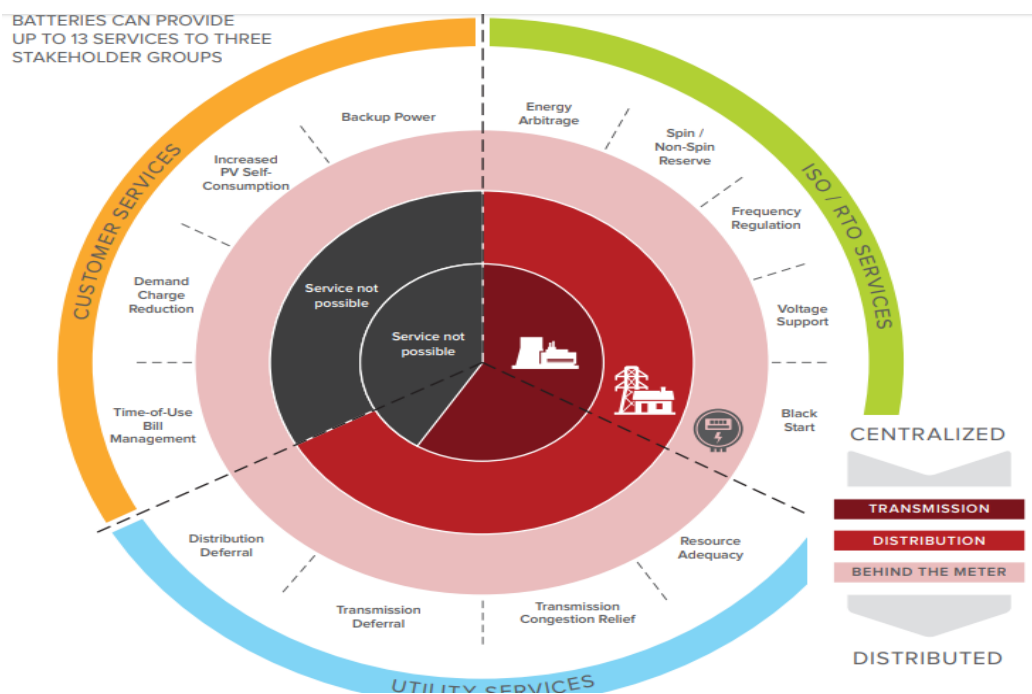 BATTERIES CAN PROVIDE
UP TO 13 SERVICES TO THREE
STAKEHOLDER GROUPS
CUSTOMER SERVICES
ISO / RTO SERVICES
UTILITY SERVICES
Backup Power
Increased
PV Self-
Consumption
Demand
Charge
Reduction
Time-of-Use
Bill
Management
Energy
Arbitrage
Spin /
Non-Spin
Reserve
Frequency
Regulation
Voltage
Support
Black
Start
Resource
Adequacy
Transmission
Congestion Relief
Transmission
Deferral
Distribution
Deferral
Service not
possible
Service not
possible
CENTRALIZED
TRANSMISSION
DISTRIBUTION
BEHIND THE METER
DISTRIBUTED